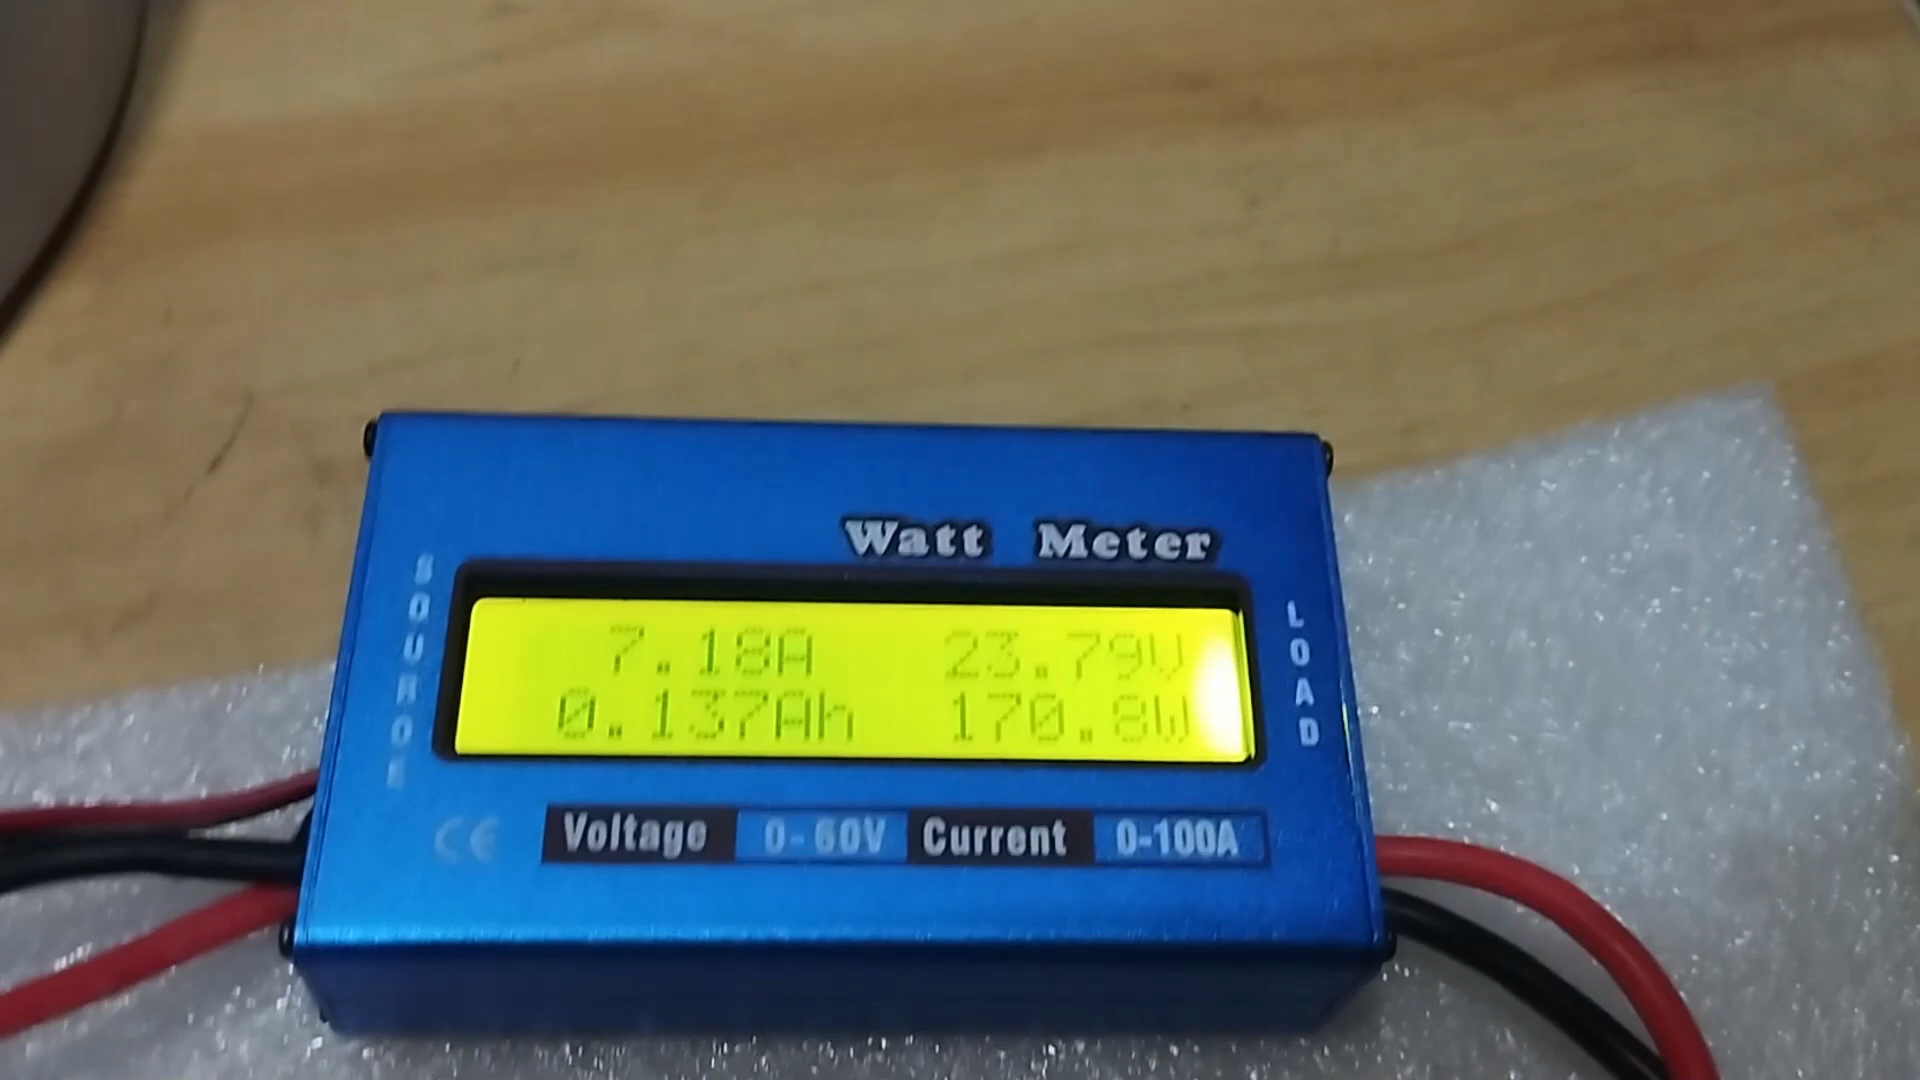 Watt Meter
SOURCE
7.18A 23.79V
0.137Ah 170.8W
LOAD
CE
Voltage 0-60V Current 0-100A